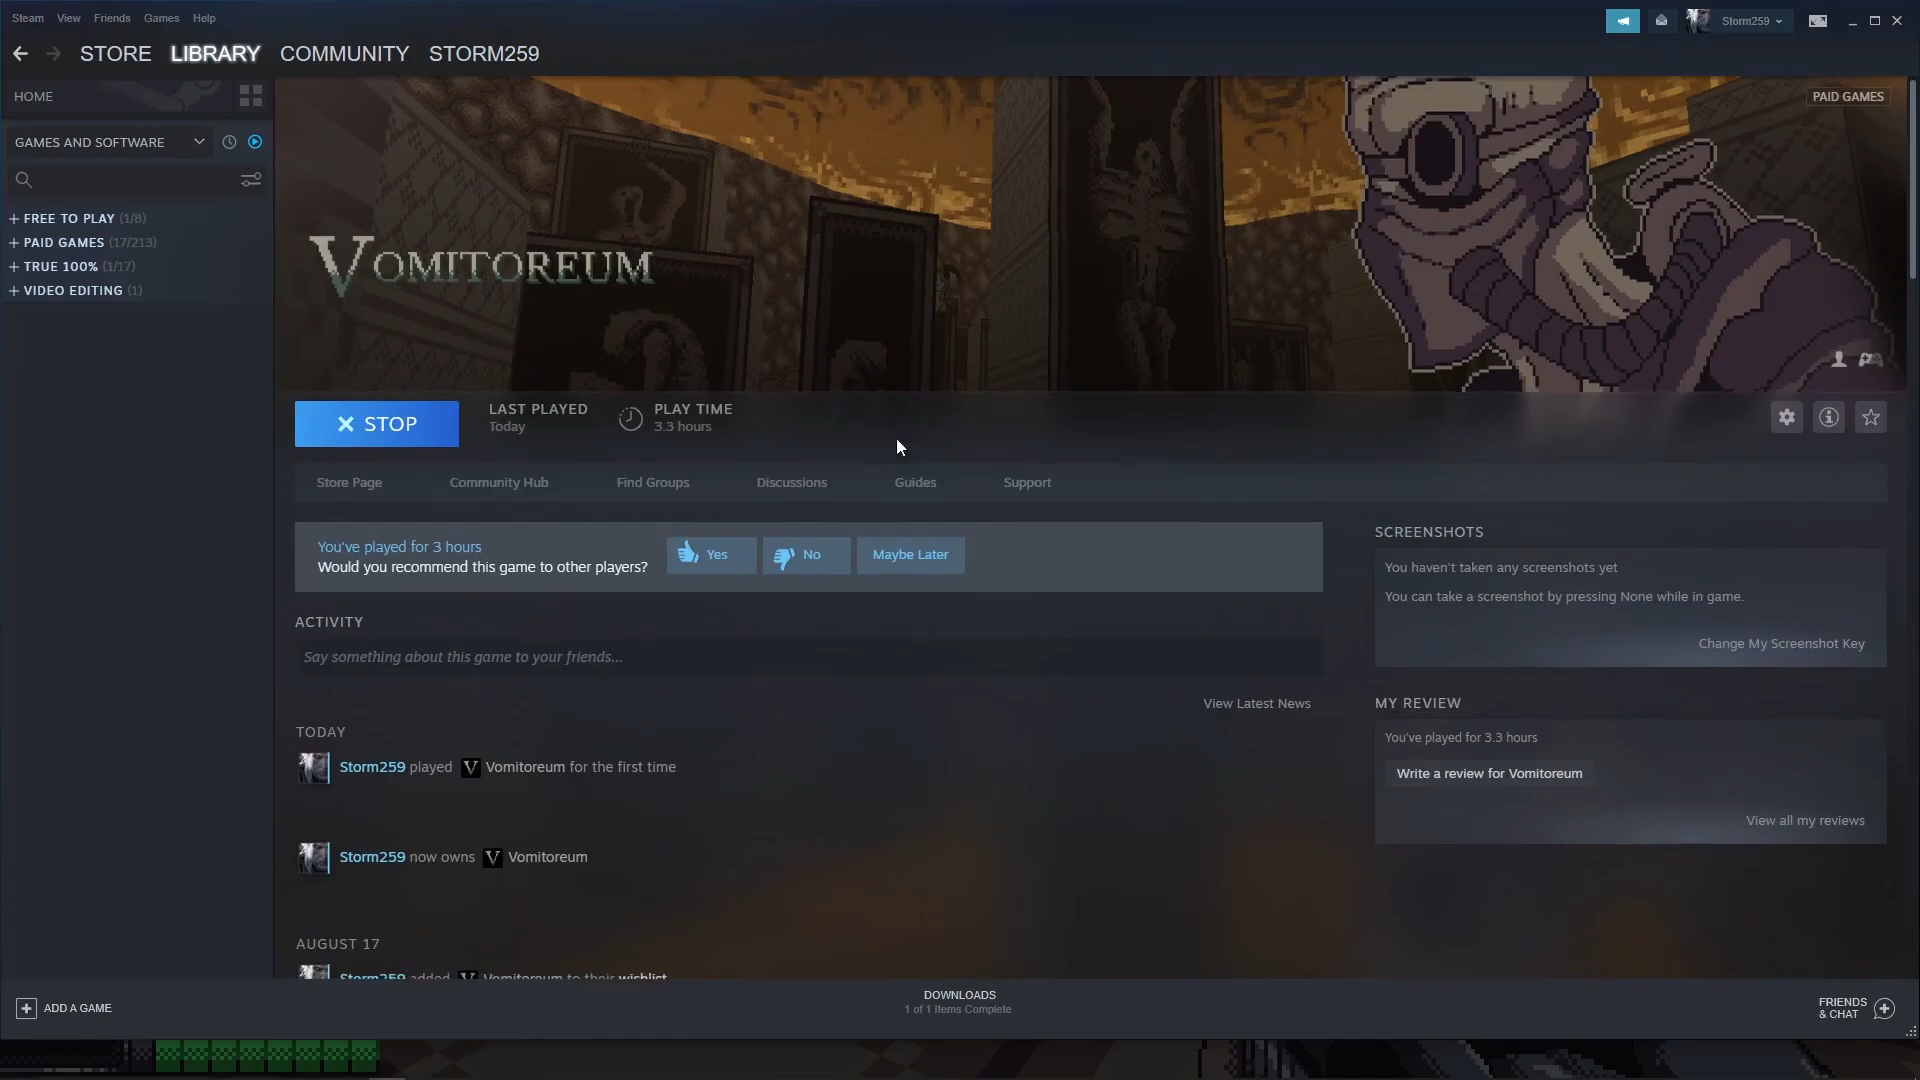 Steam View Friends Games Help
Storm259
STORE LIBRARY COMMUNITY STORM259
HOME
PAID GAMES
GAMES AND SOFTWARE
+ FREE TO PLAY (1/8)
+ PAID GAMES (17/213)
+ TRUE 100% (1/17)
+ VIDEO EDITING (1)
VOMITOREUM
STOP
LAST PLAYED
Today
PLAY TIME
3.3 hours
Store Page Community Hub Find Groups Discussions Guides Support
You've played for 3 hours
Would you recommend this game to other players?
Yes No Maybe Later
SCREENSHOTS
You haven't taken any screenshots yet
You can take a screenshot by pressing None while in game.
Change My Screenshot Key
ACTIVITY
Say something about this game to your friends...
View Latest News
MY REVIEW
You've played for 3.3 hours
Write a review for Vomitoreum
View all my reviews
TODAY
Storm259 played V Vomitoreum for the first time
Storm259 now owns V Vomitoreum
AUGUST 17
Storm259 added V Vomitoreum to their wishlist
ADD A GAME
DOWNLOADS
1 of 1 Items Complete
FRIENDS
& CHAT